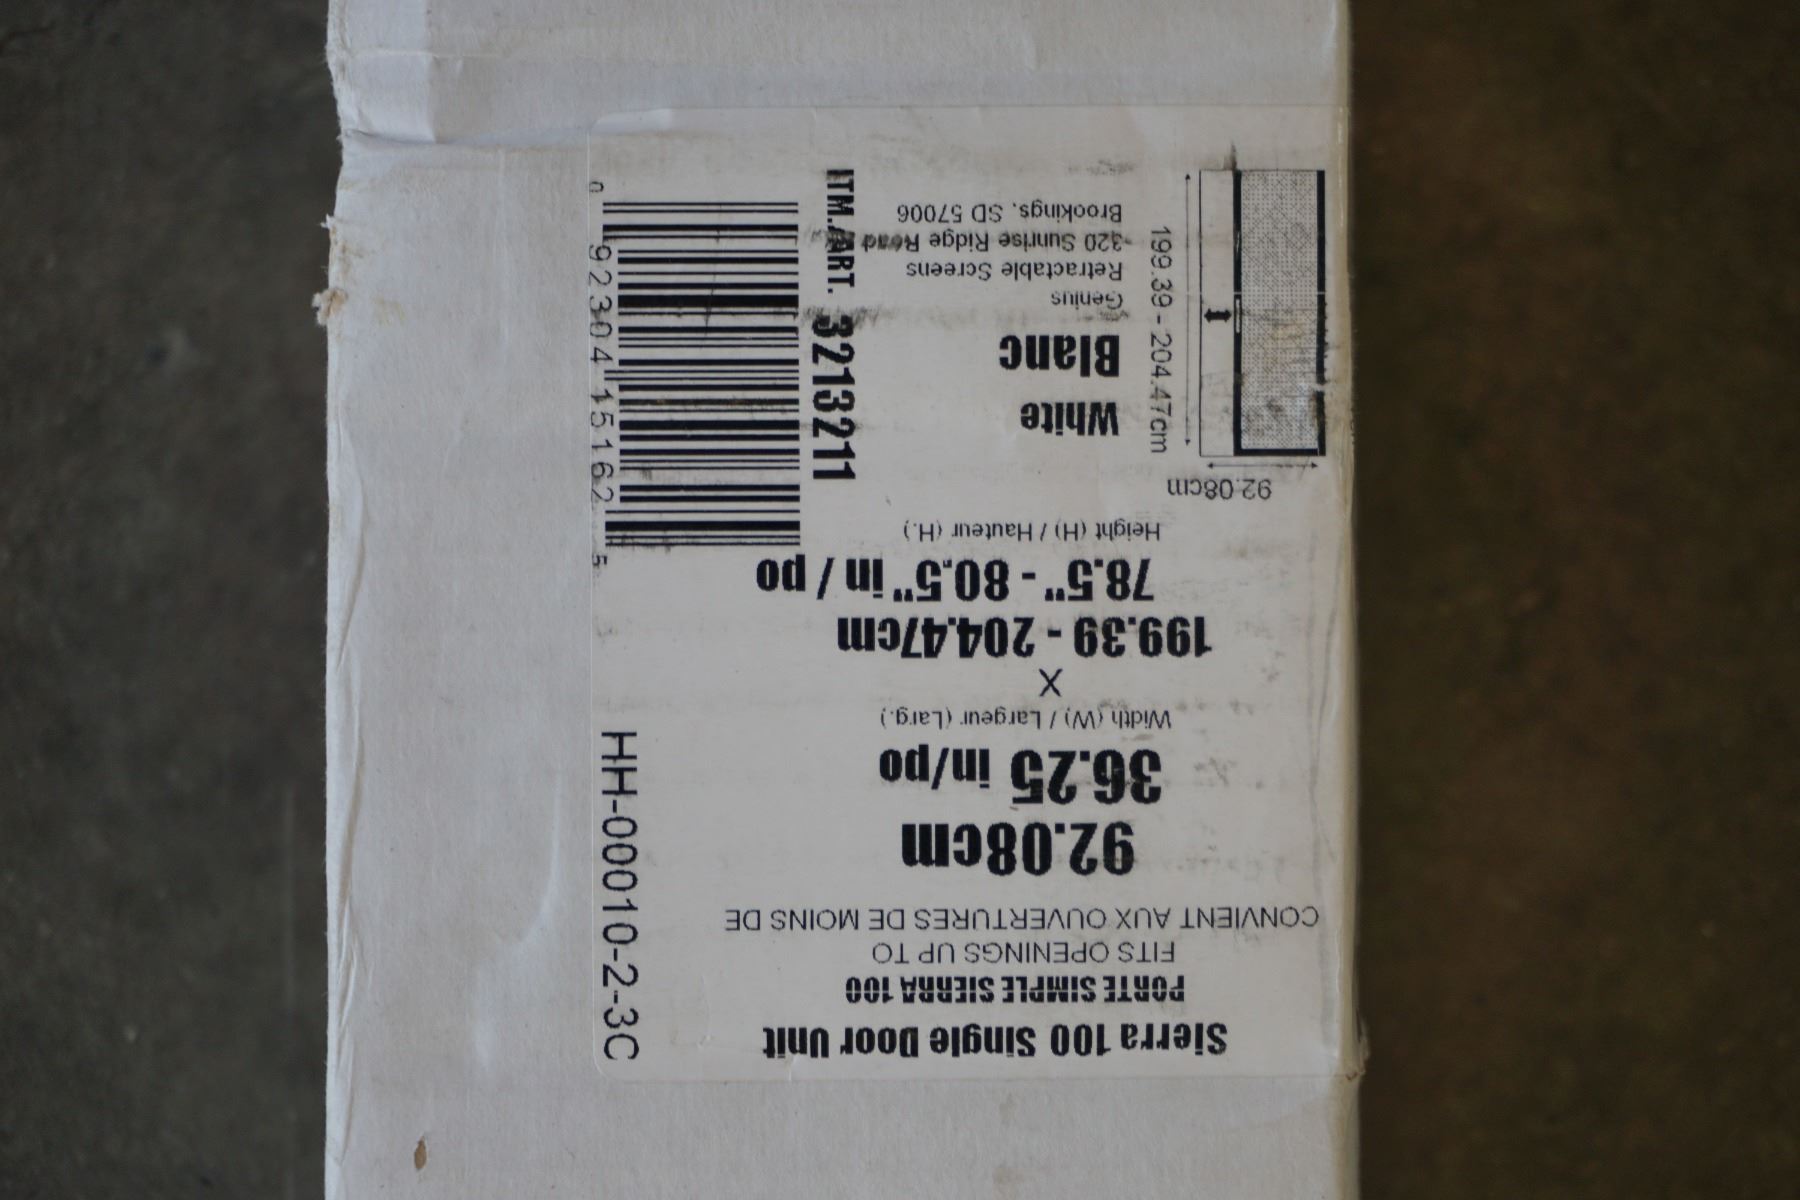 Sierra 100 Single Door Unit
PORTE SIMPLE SIERRA 100
FITS OPENINGS UP TO
CONVIENT AUX OUVERTURES DE MOINS DE
92.08cm
36.25 in/po
Width (W) / Largeur (Larg.)
X
199.39 - 204.47cm
78.5" - 80.5" in / po
Height (H) / Hauteur (H.)
92.08cm
199.39 - 204.47cm
White
Blanc
Genius
Retractable Screens
320 Sunrise Ridge Road
Brookings, SD 57006
ITM./ART. 3213211
0 92304 15162 5
HH-00010-2-3C